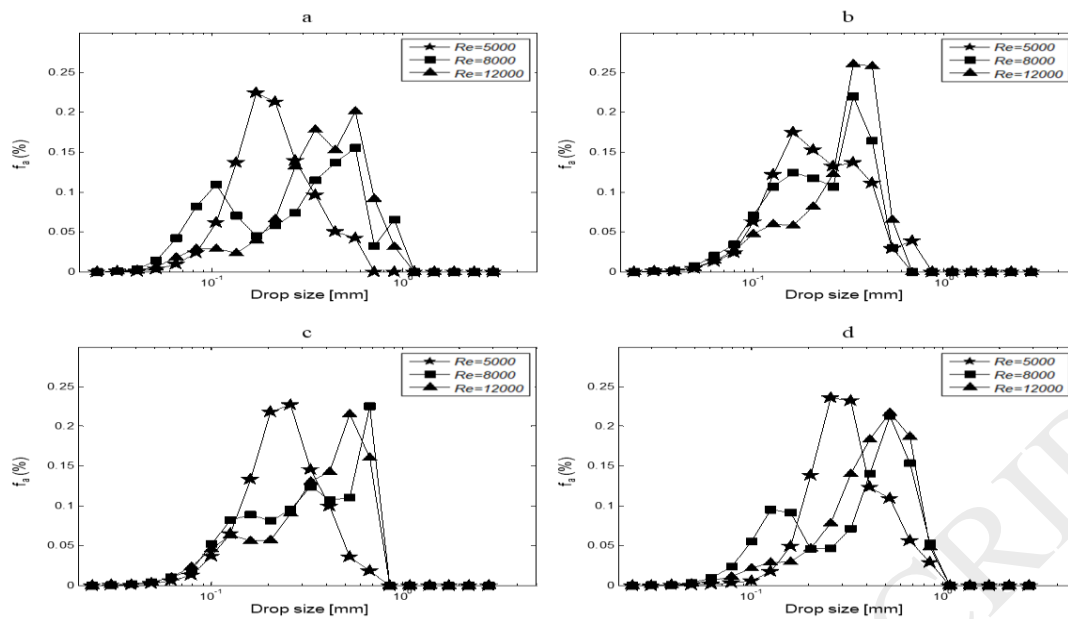 a
Re=5000
Re=8000
Re=12000
0.25
0.2
0.15
0.1
0.05
0
f_a (%)
10^-1
10^0
Drop size [mm]
b
Re=5000
Re=8000
Re=12000
0.25
0.2
0.15
0.1
0.05
0
f_a (%)
10^-1
10^0
Drop size [mm]
c
Re=5000
Re=8000
Re=12000
0.25
0.2
0.15
0.1
0.05
0
f_a (%)
10^-1
10^0
Drop size [mm]
d
Re=5000
Re=8000
Re=12000
0.25
0.2
0.15
0.1
0.05
0
f_a (%)
10^-1
10^0
Drop size [mm]
CRIP